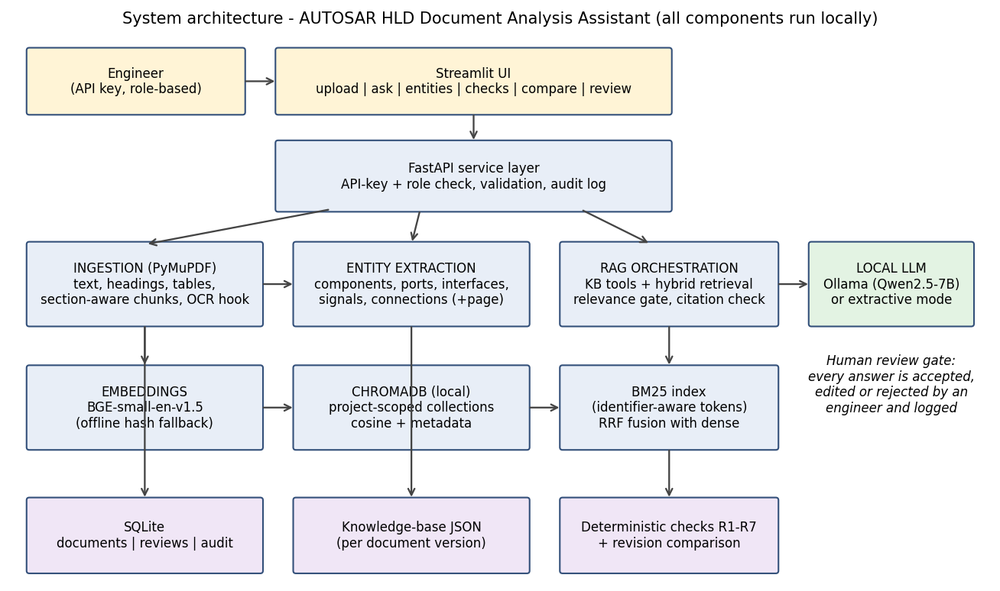 System architecture - AUTOSAR HLD Document Analysis Assistant (all components run locally)
Engineer
(API key, role-based)
Streamlit UI
upload | ask | entities | checks | compare | review
FastAPI service layer
API-key + role check, validation, audit log
INGESTION (PyMuPDF)
text, headings, tables,
section-aware chunks, OCR hook
ENTITY EXTRACTION
components, ports, interfaces,
signals, connections (+page)
RAG ORCHESTRATION
KB tools + hybrid retrieval
relevance gate, citation check
LOCAL LLM
Ollama (Qwen2.5-7B)
or extractive mode
EMBEDDINGS
BGE-small-en-v1.5
(offline hash fallback)
CHROMADB (local)
project-scoped collections
cosine + metadata
BM25 index
(identifier-aware tokens)
RRF fusion with dense
Human review gate:
every answer is accepted,
edited or rejected by an
engineer and logged
SQLite
documents | reviews | audit
Knowledge-base JSON
(per document version)
Deterministic checks R1-R7
+ revision comparison